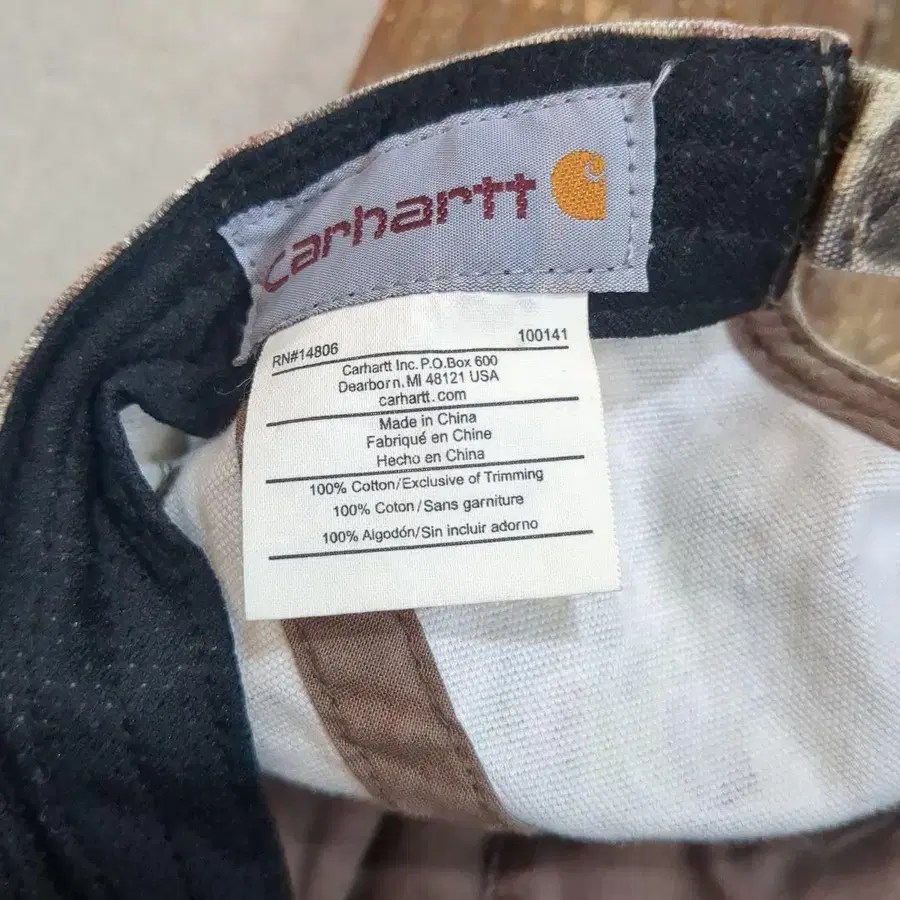 carhartt
RN#14806 100141
Carhartt Inc. P.O.Box 600
Dearborn, MI 48121 USA
carhartt.com
Made in China
Fabriqué en Chine
Hecho en China
100% Cotton/Exclusive of Trimming
100% Coton/Sans garniture
100% Algodón/Sin incluir adorno